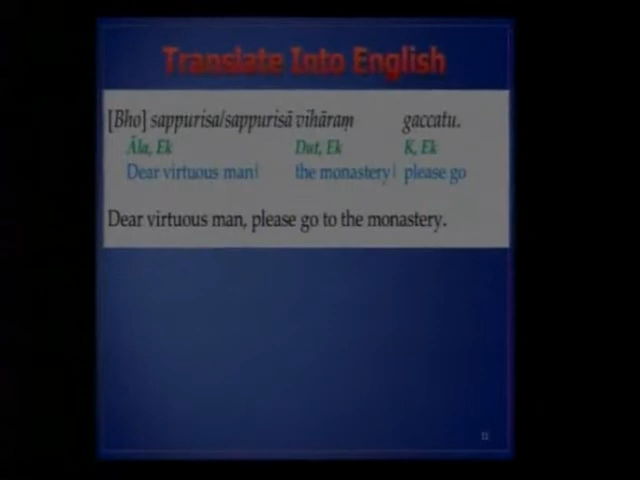 Translate Into English
[Bho] sappurisa/sappurisā vihāraṃ gaccatu.
Āla, Ek Dut, Ek K, Ek
Dear virtuous man| the monastery| please go
Dear virtuous man, please go to the monastery.